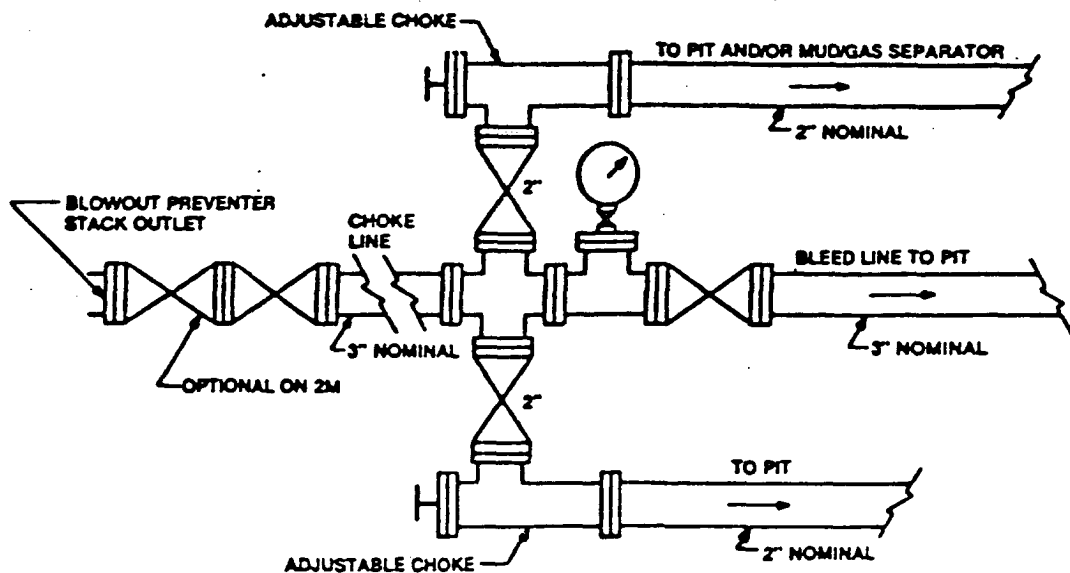 ADJUSTABLE CHOKE
TO PIT AND/OR MUD/GAS SEPARATOR
2" NOMINAL
2"
BLOWOUT PREVENTER
STACK OUTLET
CHOKE
LINE
BLEED LINE TO PIT
3" NOMINAL
3" NOMINAL
OPTIONAL ON 2M
2"
TO PIT
2" NOMINAL
ADJUSTABLE CHOKE